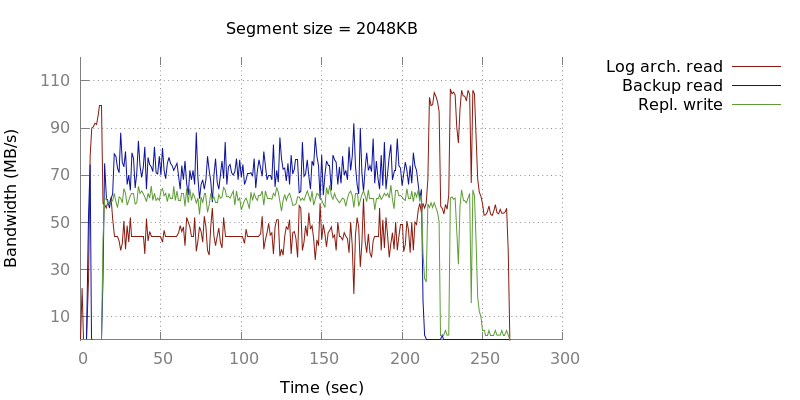 Segment size = 2048KB
Log arch. read
Backup read
Repl. write
Bandwidth (MB/s)
110
90
70
50
30
10
0
50
100
150
200
250
300
Time (sec)